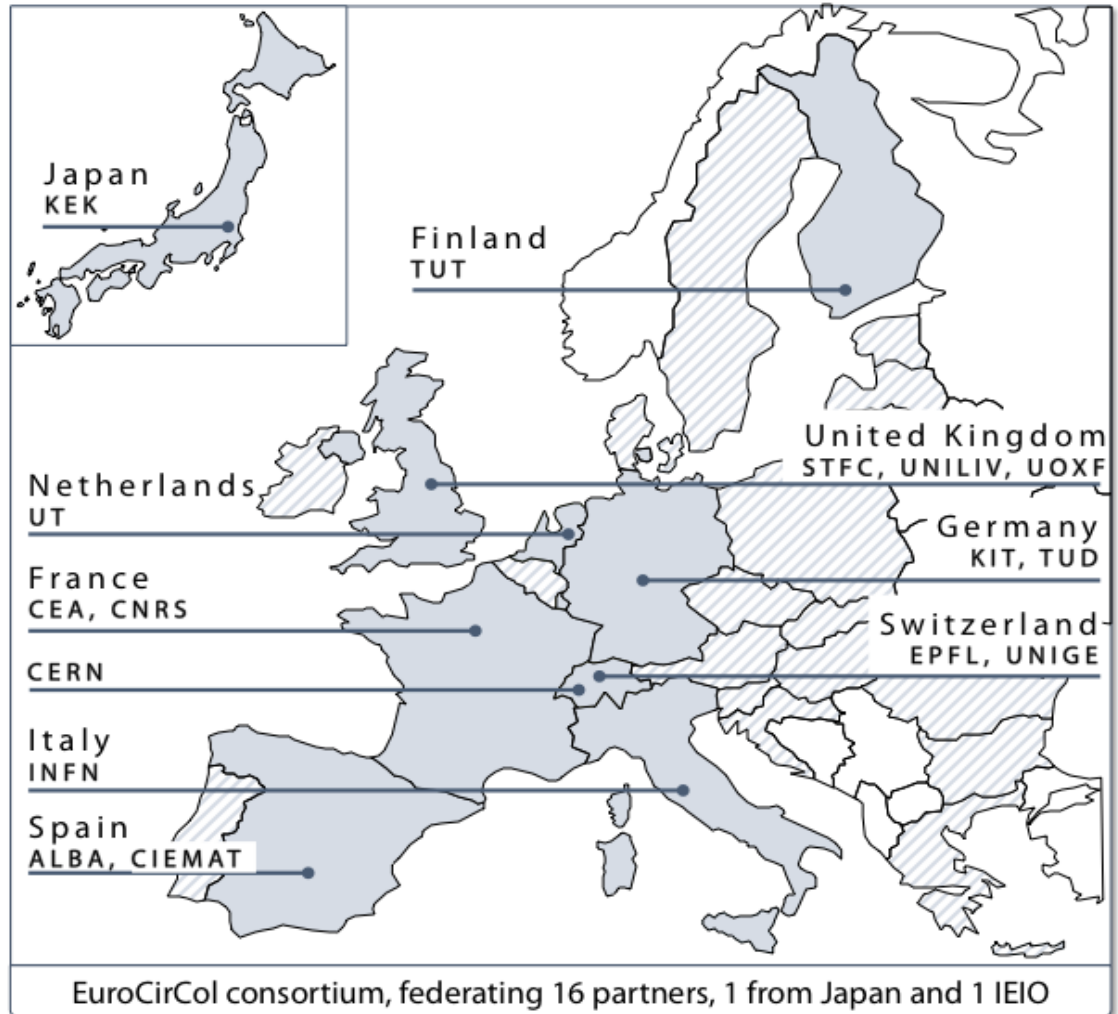 Japan
KEK
Finland
TUT
United Kingdom
STFC, UNILIV, UOXF
Netherlands
UT
Germany
KIT, TUD
France
CEA, CNRS
Switzerland
EPFL, UNIGE
CERN
Italy
INFN
Spain
ALBA, CIEMAT
EuroCirCol consortium, federating 16 partners, 1 from Japan and 1 IEIO